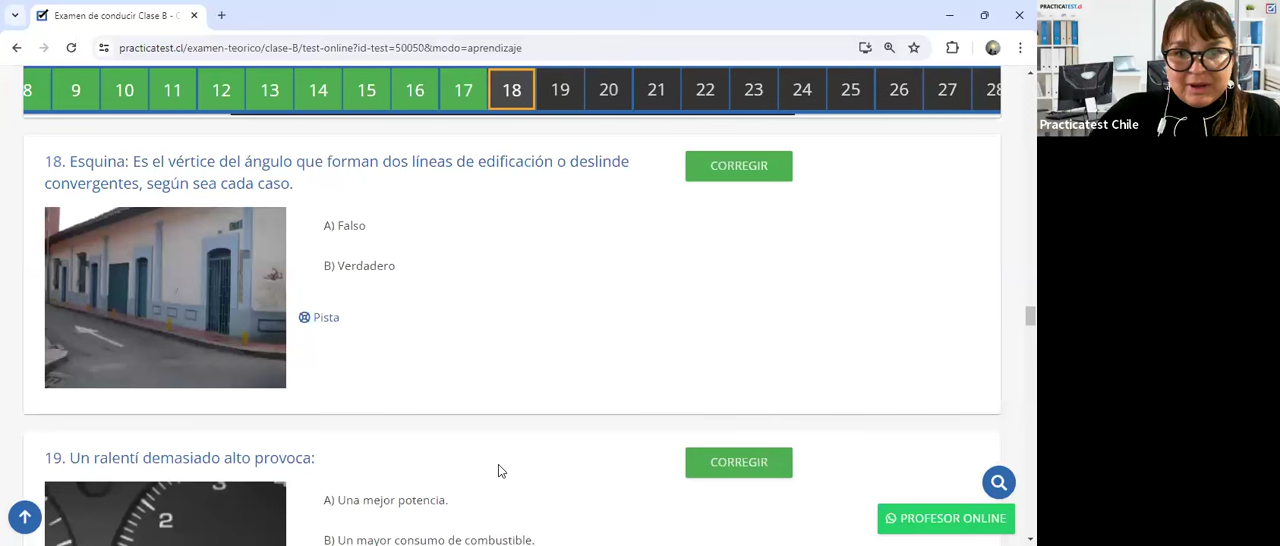 Examen de conducir Clase B - C
practicatest.cl/examen-teorico/clase-B/test-online?id-test=50050&modo=aprendizaje
8 9 10 11 12 13 14 15 16 17 18 19 20 21 22 23 24 25 26 27 28
18. Esquina: Es el vértice del ángulo que forman dos líneas de edificación o deslinde
convergentes, según sea cada caso.
CORREGIR
A) Falso
B) Verdadero
Pista
19. Un ralentí demasiado alto provoca:
CORREGIR
2
3
A) Una mejor potencia.
B) Un mayor consumo de combustible.
PROFESOR ONLINE
PRACTICATEST.cl
Practicatest Chile